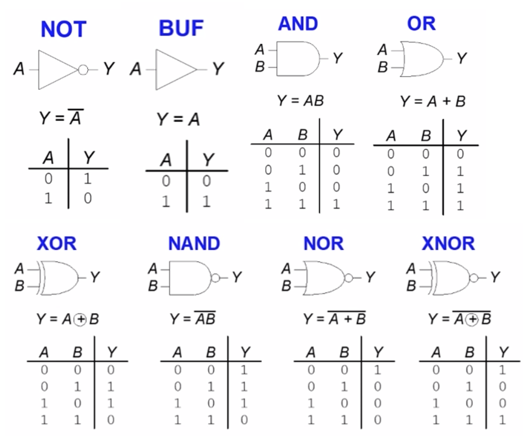 NOT BUF AND OR
A Y A Y A B Y A B Y
Y = A̅ Y = A Y = AB Y = A + B
A Y A Y A B Y A B Y
0 1 0 0 0 0 0 0 0 0
1 0 1 1 0 1 0 0 1 1
1 0 0 1 0 1
1 1 1 1 1 1
XOR NAND NOR XNOR
A B Y A B Y A B Y A B Y
Y = A ⊕ B Y = A̅B̅ Y = A̅ ̅+̅ ̅B̅ Y = A̅ ̅⊕̅ ̅B̅
A B Y A B Y A B Y A B Y
0 0 0 0 0 1 0 0 1 0 0 1
0 1 1 0 1 1 0 1 0 0 1 0
1 0 1 1 0 1 1 0 0 1 0 0
1 1 0 1 1 0 1 1 0 1 1 1